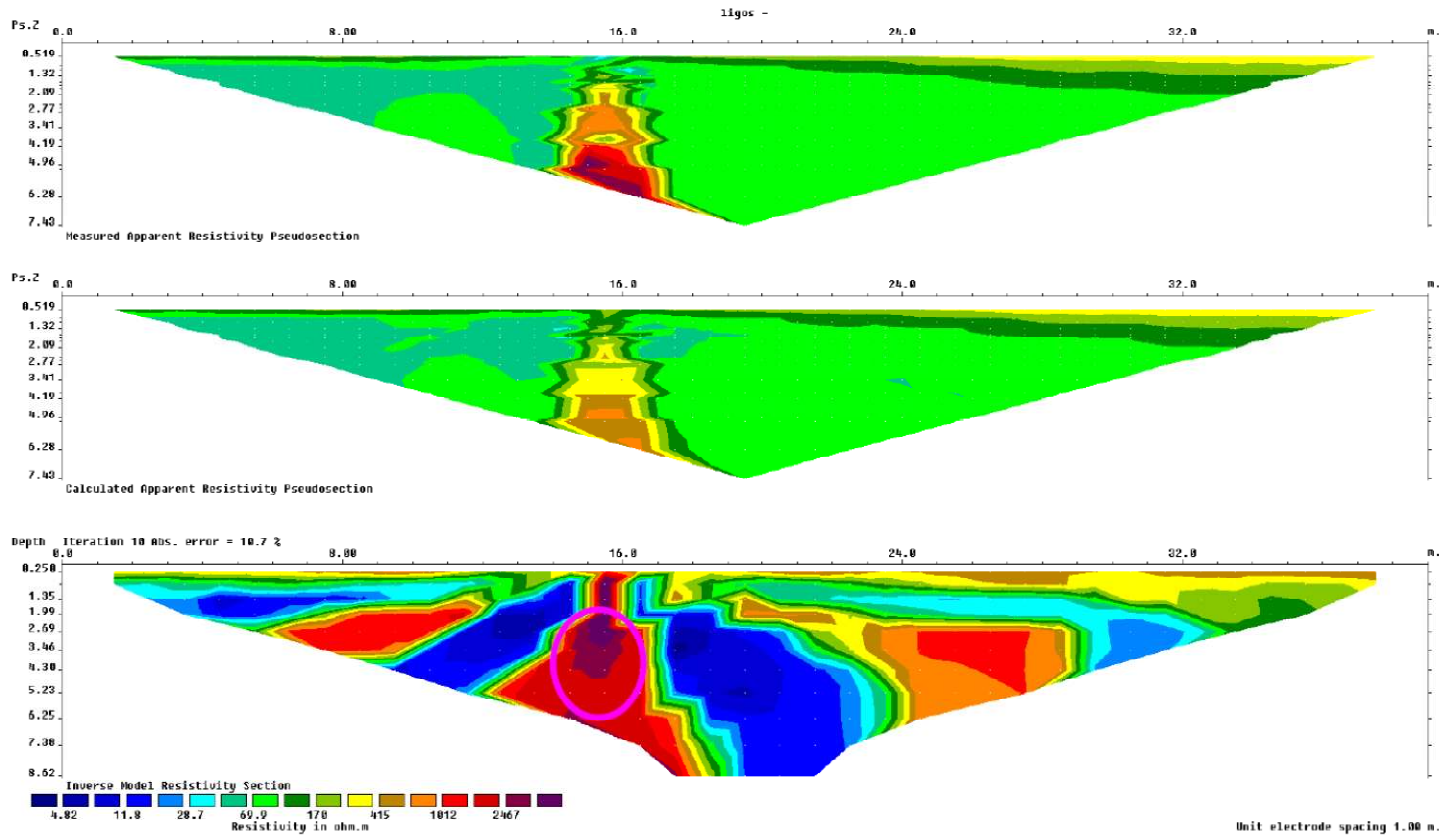 ligos -
Ps.Z 0.0 8.00 16.0 24.0 32.0 m.
0.519
1.32
2.09
2.77
3.41
4.19
4.96
6.28
7.43
Measured Apparent Resistivity Pseudosection
Ps.Z 0.0 8.00 16.0 24.0 32.0 m.
0.519
1.32
2.09
2.77
3.41
4.19
4.96
6.28
7.43
Calculated Apparent Resistivity Pseudosection
Depth Iteration 10 Abs. error = 10.7 %
0.0 8.00 16.0 24.0 32.0 m.
0.250
1.35
1.99
2.69
3.46
4.30
5.23
6.25
7.38
8.62
Inverse Model Resistivity Section
4.82 11.8 28.7 69.9 170 415 1012 2467
Resistivity in ohm.m
Unit electrode spacing 1.00 m.